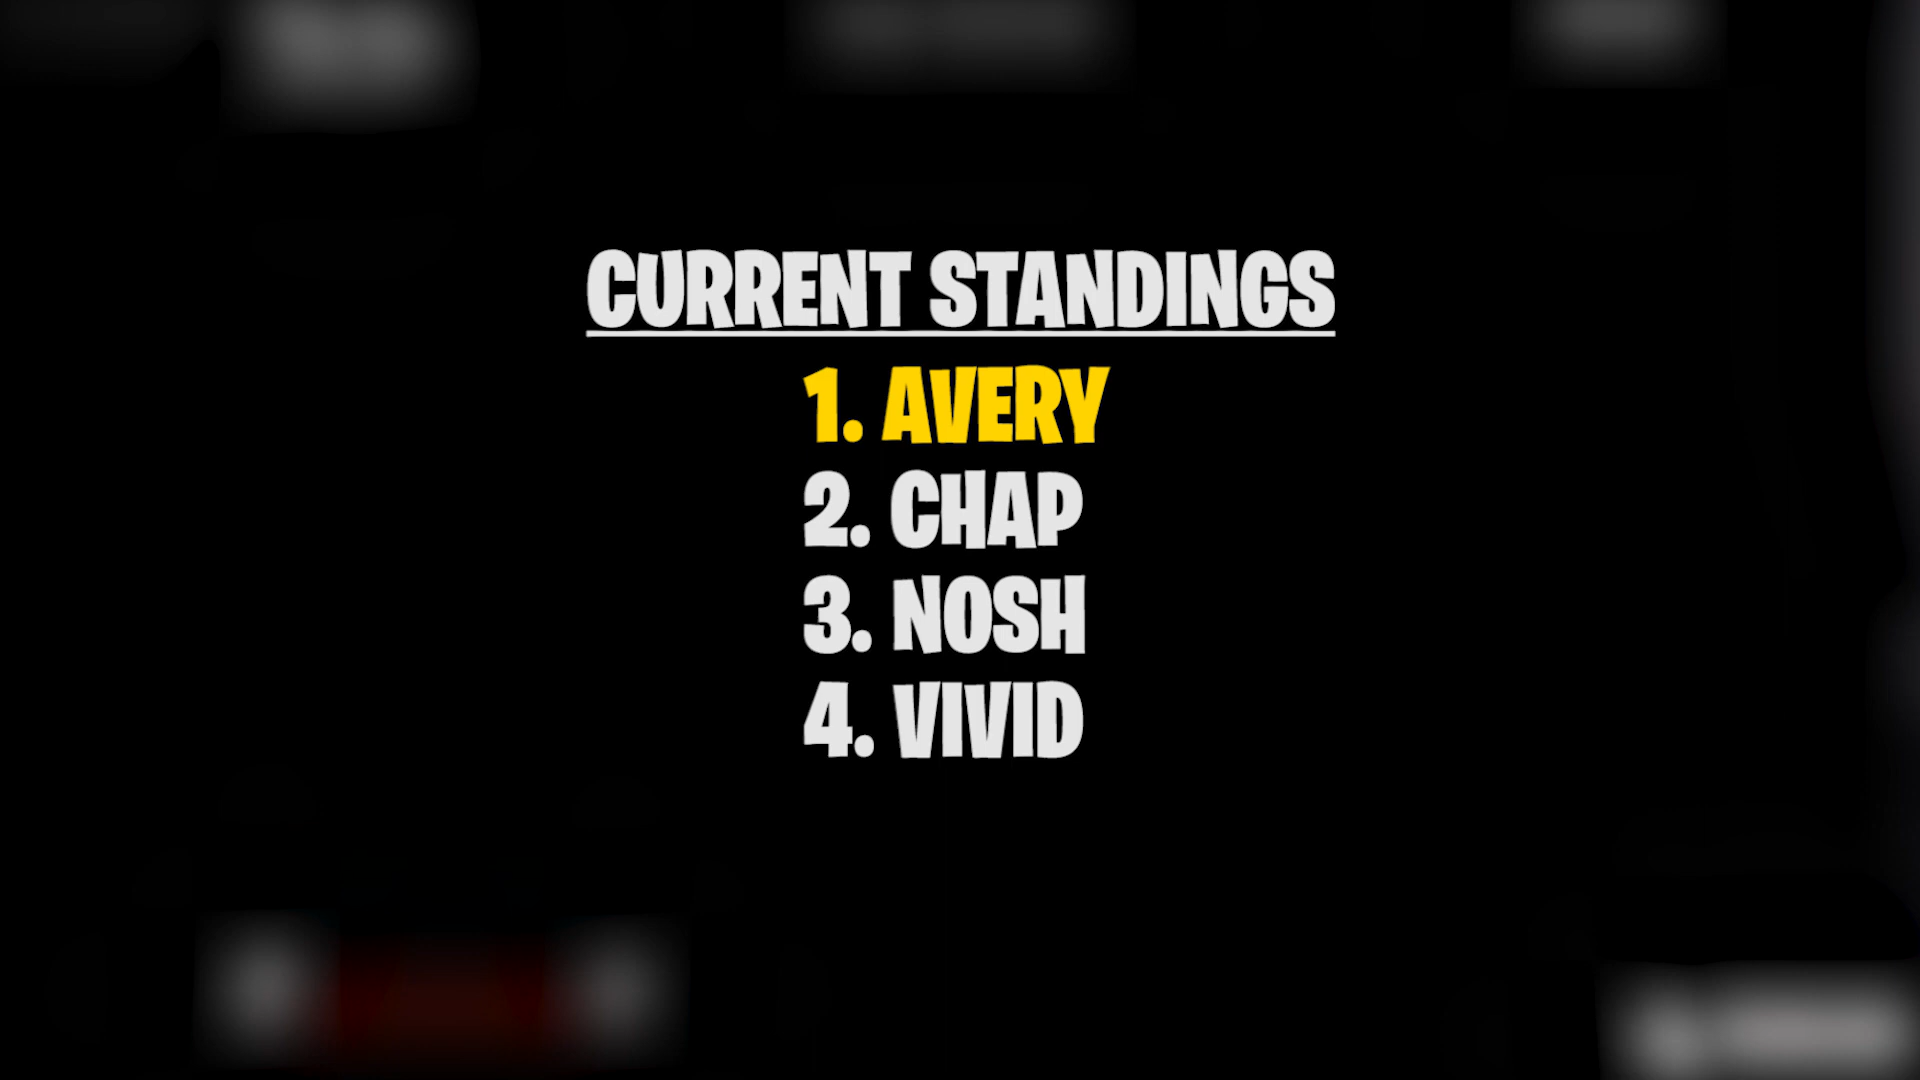 CURRENT STANDINGS
1. AVERY
2. CHAP
3. NOSH
4. VIVID